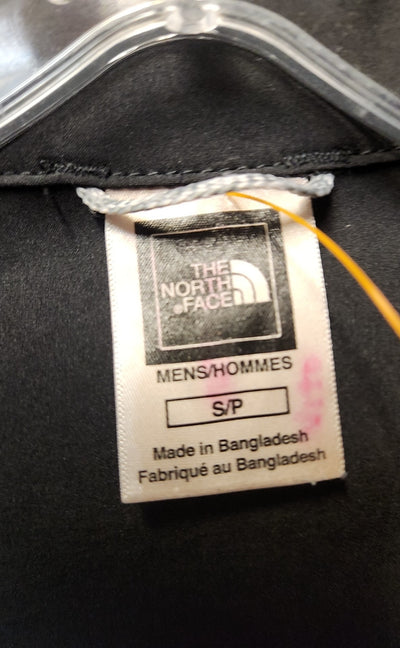 THE
NORTH
FACE
MENS/HOMMES
S/P
Made in Bangladesh
Fabriqué au Bangladesh